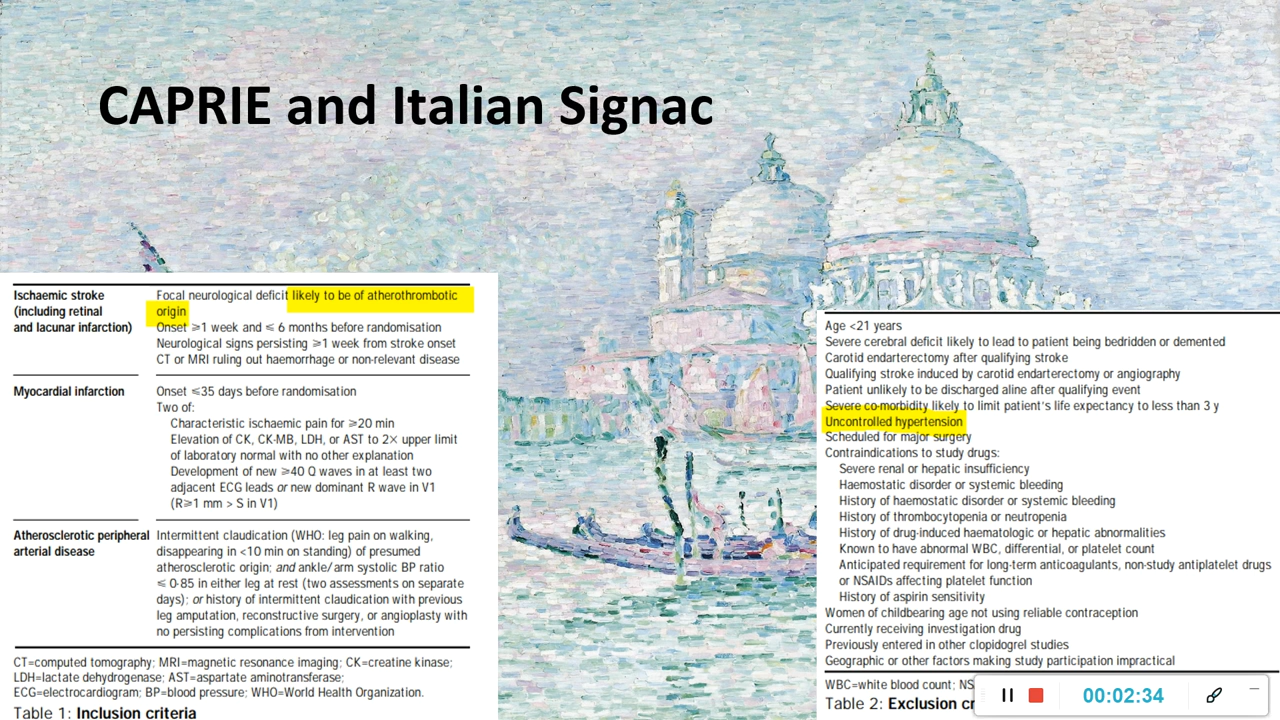 CAPRIE and Italian Signac
Ischaemic stroke
(including retinal
and lacunar infarction)
Focal neurological deficit likely to be of atherothrombotic
origin
Onset ≥1 week and ≤ 6 months before randomisation
Neurological signs persisting ≥1 week from stroke onset
CT or MRI ruling out haemorrhage or non-relevant disease
Myocardial infarction
Onset ≤35 days before randomisation
Two of:
Characteristic ischaemic pain for ≥20 min
Elevation of CK, CK-MB, LDH, or AST to 2× upper limit
of laboratory normal with no other explanation
Development of new ≥40 Q waves in at least two
adjacent ECG leads or new dominant R wave in V1
(R≥1 mm > S in V1)
Atherosclerotic peripheral
arterial disease
Intermittent claudication (WHO: leg pain on walking,
disappearing in <10 min on standing) of presumed
atherosclerotic origin; and ankle/arm systolic BP ratio
≤ 0·85 in either leg at rest (two assessments on separate
days); or history of intermittent claudication with previous
leg amputation, reconstructive surgery, or angioplasty with
no persisting complications from intervention
CT=computed tomography; MRI=magnetic resonance imaging; CK=creatine kinase;
LDH=lactate dehydrogenase; AST=aspartate aminotransferase;
ECG=electrocardiogram; BP=blood pressure; WHO=World Health Organization.
Table 1: Inclusion criteria
Age <21 years
Severe cerebral deficit likely to lead to patient being bedridden or demented
Carotid endarterectomy after qualifying stroke
Qualifying stroke induced by carotid endarterectomy or angiography
Patient unlikely to be discharged aline after qualifying event
Severe co-morbidity likely to limit patient's life expectancy to less than 3 y
Uncontrolled hypertension
Scheduled for major surgery
Contraindications to study drugs:
Severe renal or hepatic insufficiency
Haemostatic disorder or systemic bleeding
History of haemostatic disorder or systemic bleeding
History of thrombocytopenia or neutropenia
History of drug-induced haematologic or hepatic abnormalities
Known to have abnormal WBC, differential, or platelet count
Anticipated requirement for long-term anticoagulants, non-study antiplatelet drugs
or NSAIDs affecting platelet function
History of aspirin sensitivity
Women of childbearing age not using reliable contraception
Currently receiving investigation drug
Previously entered in other clopidogrel studies
Geographic or other factors making study participation impractical
WBC=white blood count; NS
Table 2: Exclusion cr
00:02:34